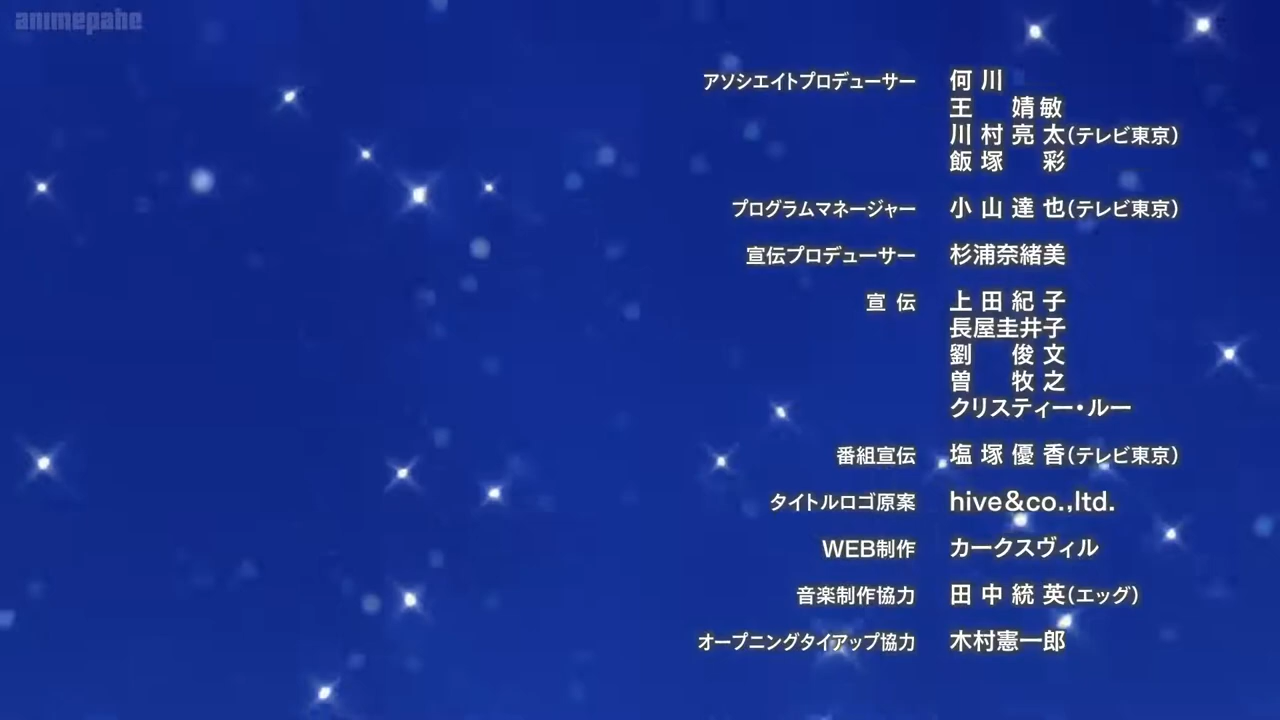 animepahe
アソシエイトプロデューサー 何川
王 婧敏
川村亮太(テレビ東京)
飯塚 彩
プログラムマネージャー 小山達也(テレビ東京)
宣伝プロデューサー 杉浦奈緒美
宣伝 上田紀子
長屋圭井子
劉 俊文
曽 牧之
クリスティー・ルー
番組宣伝 塩塚優香(テレビ東京)
タイトルロゴ原案 hive&co.,ltd.
WEB制作 カークスヴィル
音楽制作協力 田中統英(エッグ)
オープニングタイアップ協力 木村憲一郎